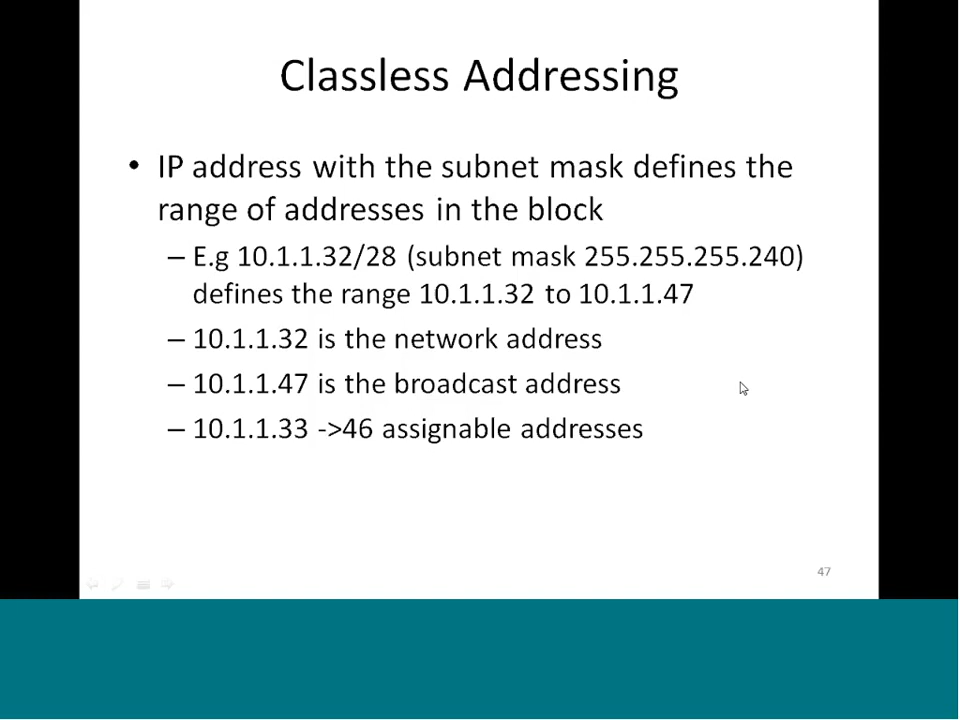 Classless Addressing
• IP address with the subnet mask defines the
range of addresses in the block
– E.g 10.1.1.32/28 (subnet mask 255.255.255.240)
defines the range 10.1.1.32 to 10.1.1.47
– 10.1.1.32 is the network address
– 10.1.1.47 is the broadcast address
– 10.1.1.33 ->46 assignable addresses
47